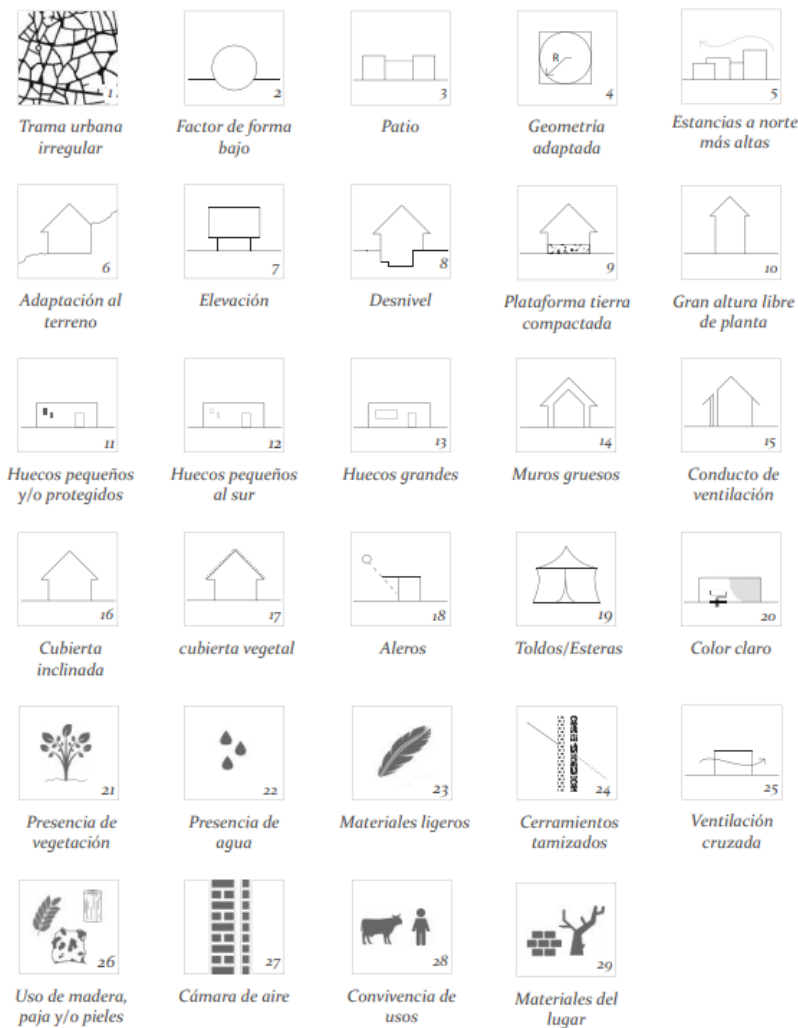 1
2
3
R
4
5
Trama urbana
irregular
Factor de forma
bajo
Patio
Geometría
adaptada
Estancias a norte
más altas
6
7
8
9
10
Adaptación al
terreno
Elevación
Desnivel
Plataforma tierra
compactada
Gran altura libre
de planta
11
12
13
14
15
Huecos pequeños
y/o protegidos
Huecos pequeños
al sur
Huecos grandes
Muros gruesos
Conducto de
ventilación
16
17
18
19
20
Cubierta
inclinada
cubierta vegetal
Aleros
Toldos/Esteras
Color claro
21
22
23
24
25
Presencia de
vegetación
Presencia de
agua
Materiales ligeros
Cerramientos
tamizados
Ventilación
cruzada
26
27
28
29
Uso de madera,
paja y/o pieles
Cámara de aire
Convivencia de
usos
Materiales del
lugar